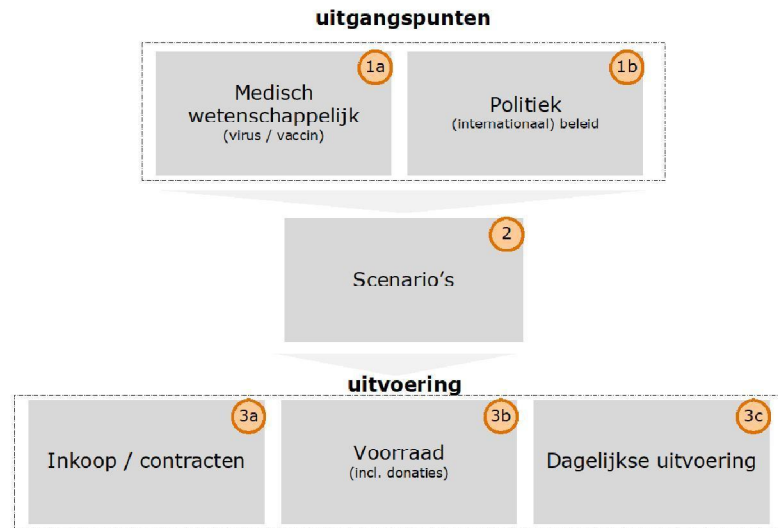 uitgangspunten
1a
Medisch
wetenschappelijk
(virus / vaccin)
1b
Politiek
(internationaal) beleid
2
Scenario's
uitvoering
3a
Inkoop / contracten
3b
Voorraad
(incl. donaties)
3c
Dagelijkse uitvoering